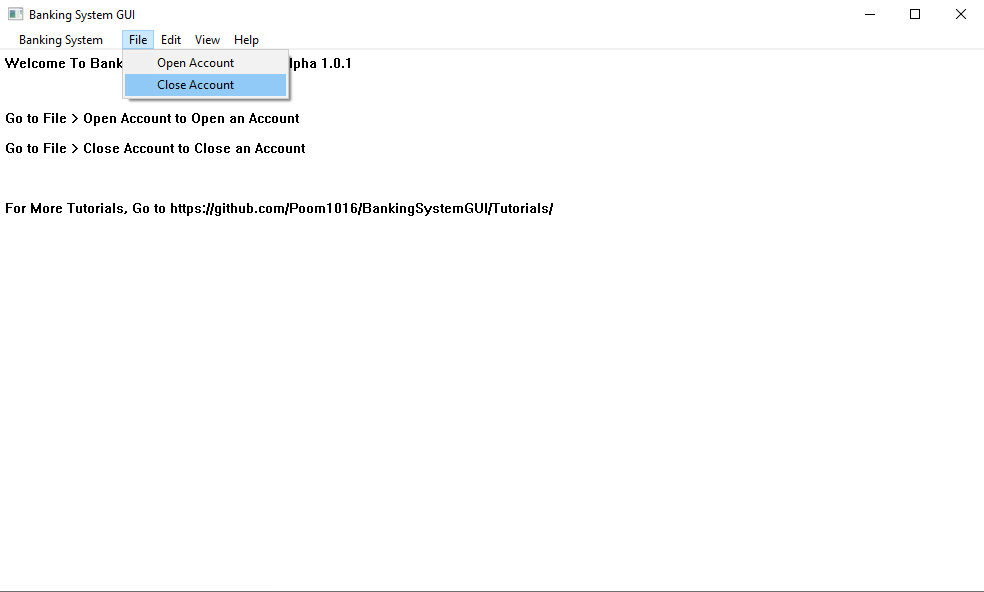 Banking System GUI
Banking System File Edit View Help
Welcome To Bank lpha 1.0.1
Open Account
Close Account
Go to File > Open Account to Open an Account
Go to File > Close Account to Close an Account
For More Tutorials, Go to https://github.com/Poom1016/BankingSystemGUI/Tutorials/